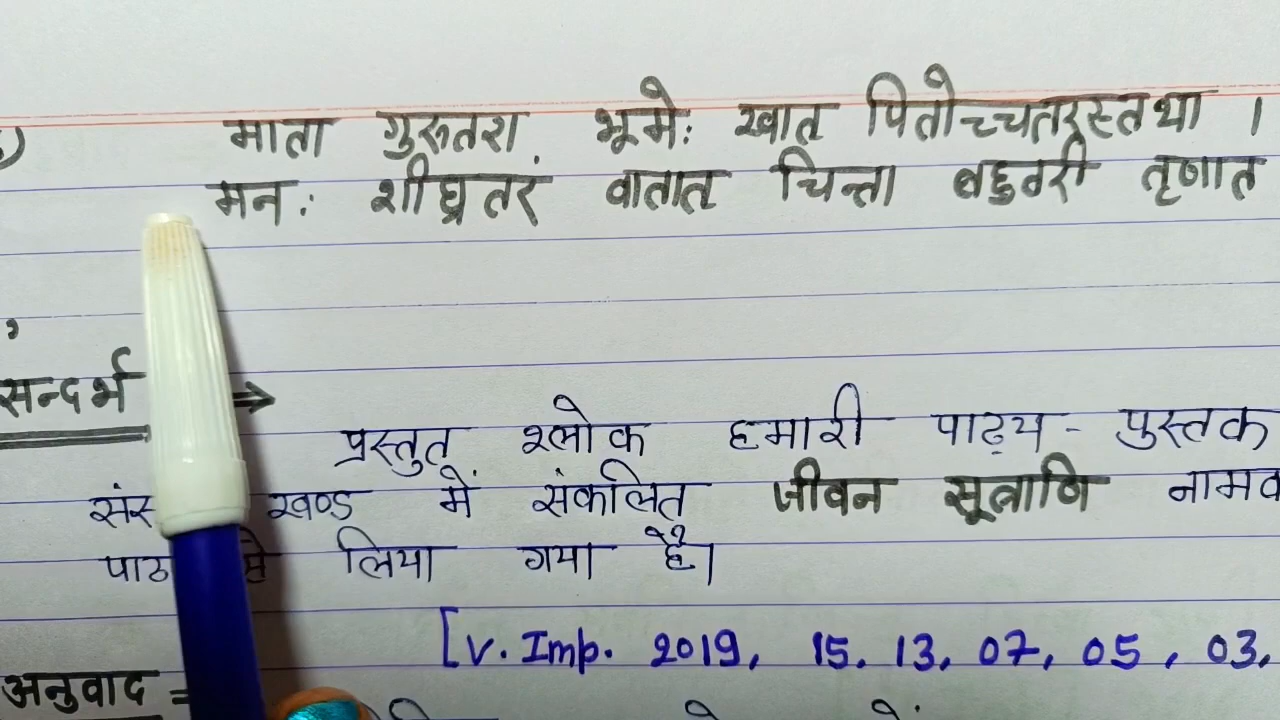 माता गुरुतरा भूमेः खात् पितोच्चतरस्तथा ।
मनः शीघ्रतरं वातात् चिन्ता बहुतरी तृणात
सन्दर्भ →
प्रस्तुत श्लोक हमारी पाठ्य - पुस्तक
खण्ड में संकलित जीवन सूत्राणि
लिया गया है।
[V. Imp. 2019, 15. 13, 07, 05, 03,
अनुवाद =